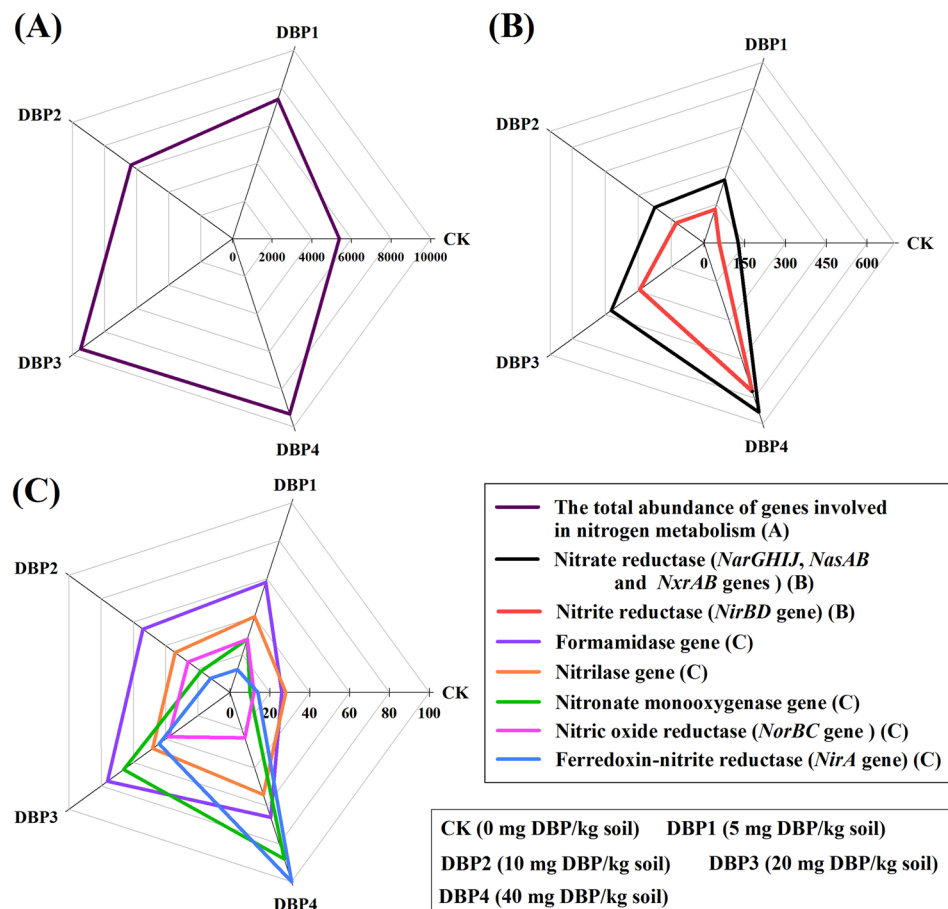 (A)
DBP1
DBP2
CK
0 2000 4000 6000 8000 10000
DBP3
DBP4
(B)
DBP1
DBP2
CK
0 150 300 450 600
DBP3
DBP4
(C)
DBP1
DBP2
CK
0 20 40 60 80 100
DBP3
DBP4
The total abundance of genes involved
in nitrogen metabolism (A)
Nitrate reductase (NarGHIJ, NasAB
and NxrAB genes ) (B)
Nitrite reductase (NirBD gene) (B)
Formamidase gene (C)
Nitrilase gene (C)
Nitronate monooxygenase gene (C)
Nitric oxide reductase (NorBC gene ) (C)
Ferredoxin-nitrite reductase (NirA gene) (C)
CK (0 mg DBP/kg soil) DBP1 (5 mg DBP/kg soil)
DBP2 (10 mg DBP/kg soil) DBP3 (20 mg DBP/kg soil)
DBP4 (40 mg DBP/kg soil)